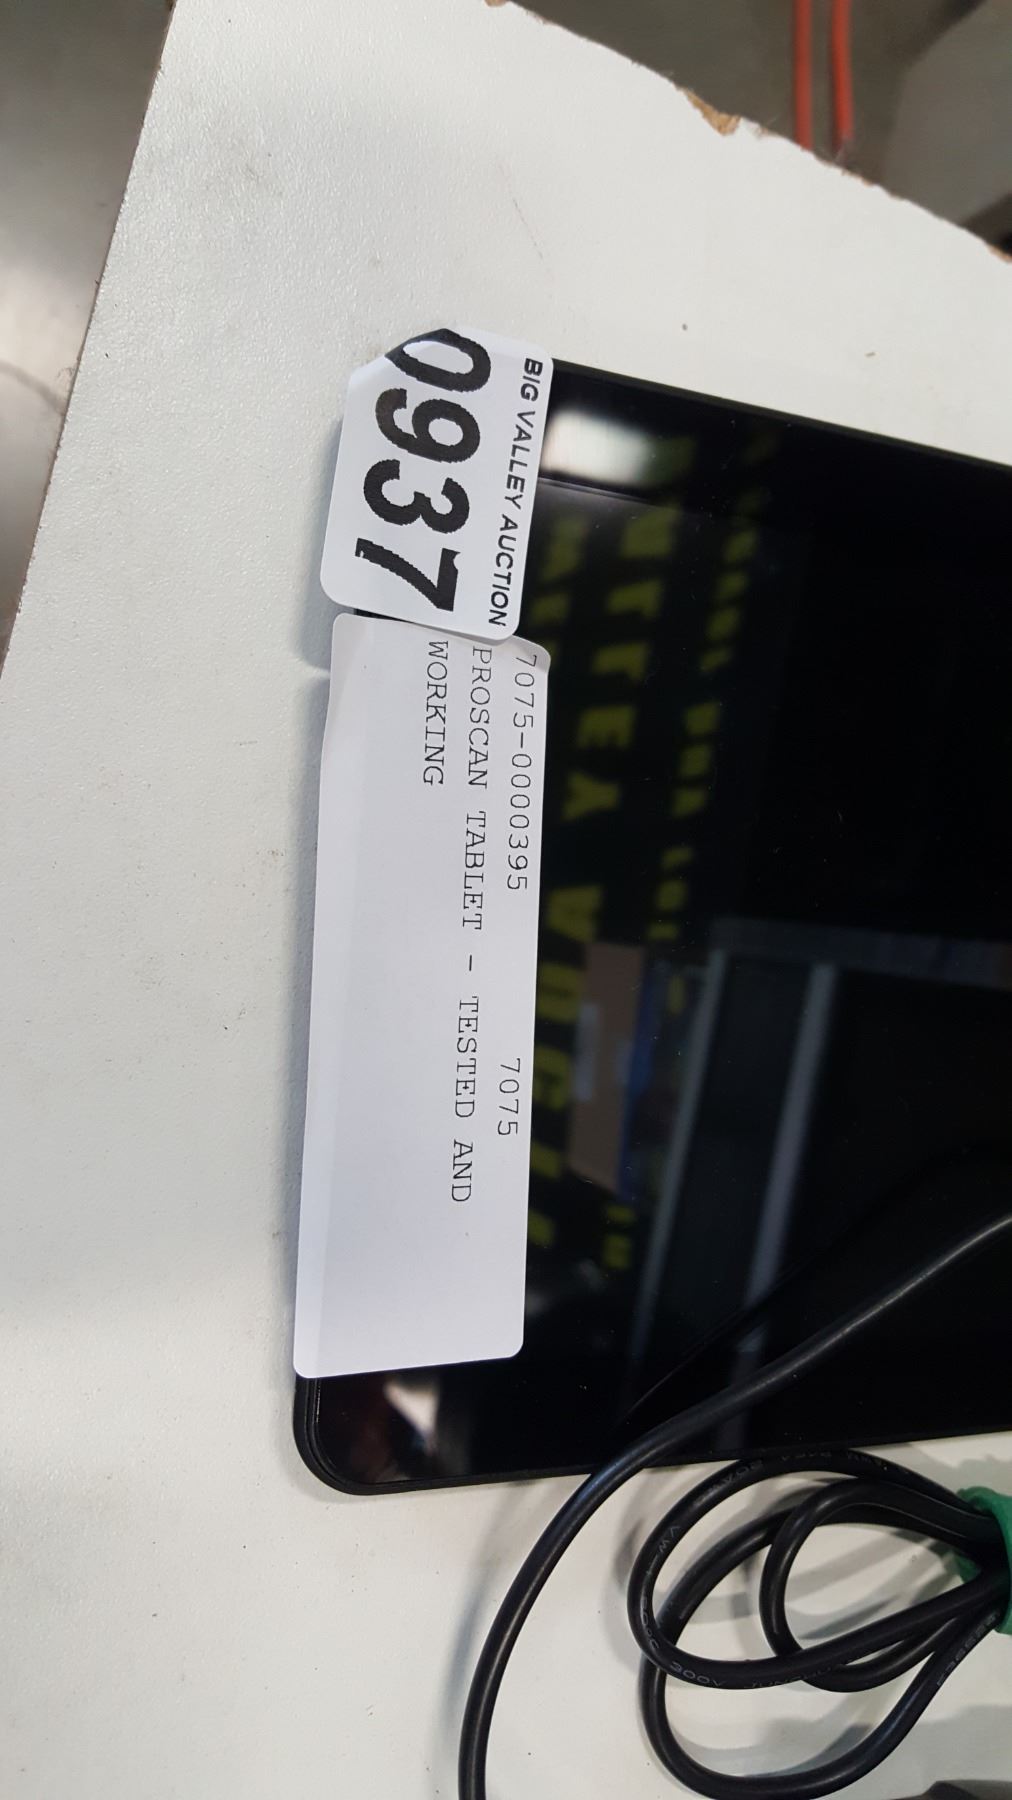 BIG VALLEY AUCTION
0937
7075-0000395 7075
PROSCAN TABLET - TESTED AND
WORKING